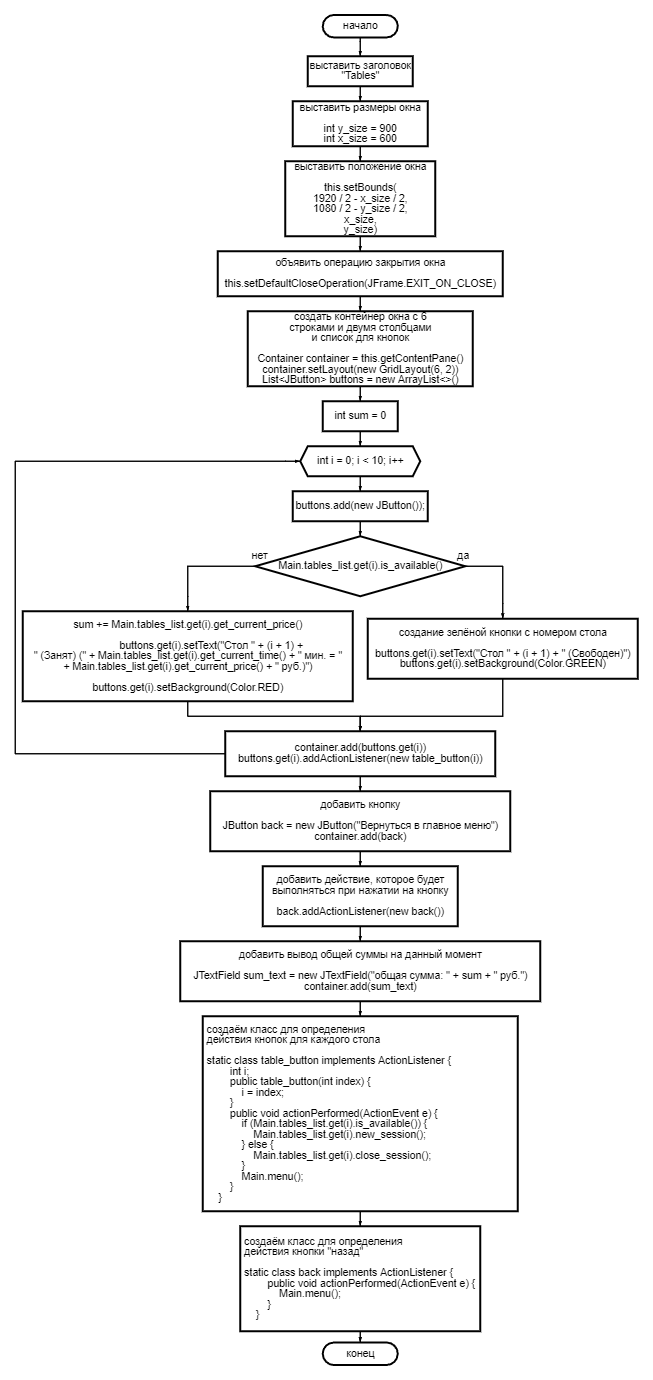 начало
выставить заголовок
"Tables"
выставить размеры окна
int y_size = 900
int x_size = 600
выставить положение окна
this.setBounds(
1920 / 2 - x_size / 2,
1080 / 2 - y_size / 2,
x_size,
y_size)
объявить операцию закрытия окна
this.setDefaultCloseOperation(JFrame.EXIT_ON_CLOSE)
создать контейнер окна с 6
строками и двумя столбцами
и список для кнопок
Container container = this.getContentPane()
container.setLayout(new GridLayout(6, 2))
List<JButton> buttons = new ArrayList<>()
int sum = 0
int i = 0; i < 10; i++
buttons.add(new JButton());
нет
Main.tables_list.get(i).is_available()
да
sum += Main.tables_list.get(i).get_current_price()
buttons.get(i).setText("Стол " + (i + 1) +
" (Занят) (" + Main.tables_list.get(i).get_current_time() + " мин. = "
+ Main.tables_list.get(i).get_current_price() + " руб.)")
buttons.get(i).setBackground(Color.RED)
создание зелёной кнопки с номером стола
buttons.get(i).setText("Стол " + (i + 1) + " (Свободен)")
buttons.get(i).setBackground(Color.GREEN)
container.add(buttons.get(i))
buttons.get(i).addActionListener(new table_button(i))
добавить кнопку
JButton back = new JButton("Вернуться в главное меню")
container.add(back)
добавить действие, которое будет
выполняться при нажатии на кнопку
back.addActionListener(new back())
добавить вывод общей суммы на данный момент
JTextField sum_text = new JTextField("общая сумма: " + sum + " руб.")
container.add(sum_text)
создаём класс для определения
действия кнопок для каждого стола
static class table_button implements ActionListener {
int i;
public table_button(int index) {
i = index;
}
public void actionPerformed(ActionEvent e) {
if (Main.tables_list.get(i).is_available()) {
Main.tables_list.get(i).new_session();
} else {
Main.tables_list.get(i).close_session();
}
Main.menu();
}
}
создаём класс для определения
действия кнопки "назад"
static class back implements ActionListener {
public void actionPerformed(ActionEvent e) {
Main.menu();
}
}
конец